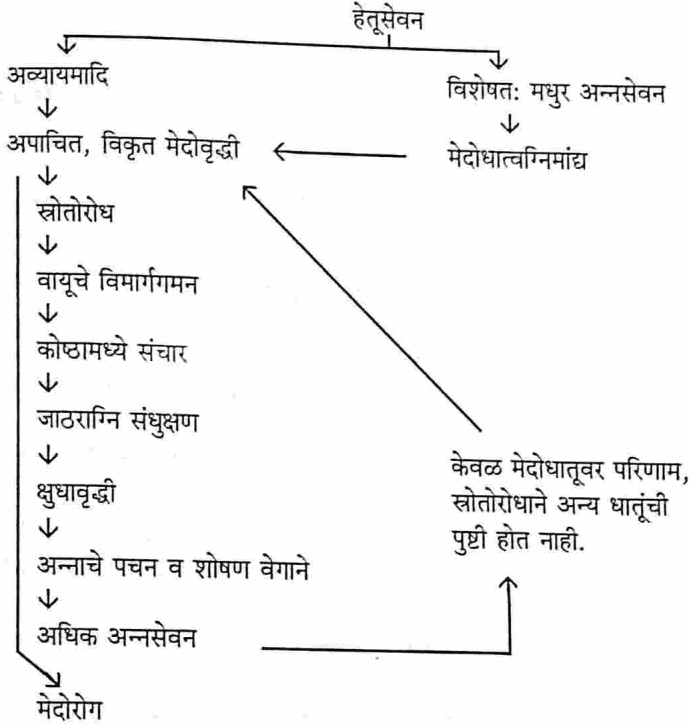 हेतूसेवन
अव्यायमादि
विशेषत: मधुर अन्नसेवन
अपाचित, विकृत मेदोवृद्धी
मेदोधात्वग्निमांद्य
स्रोतोरोध
वायूचे विमार्गगमन
कोष्ठामध्ये संचार
जाठराग्नि संधुक्षण
क्षुधावृद्धी
अन्नाचे पचन व शोषण वेगाने
अधिक अन्नसेवन
केवळ मेदोधातूवर परिणाम,
स्रोतोरोधाने अन्य धातूंची
पुष्टी होत नाही.
मेदोरोग